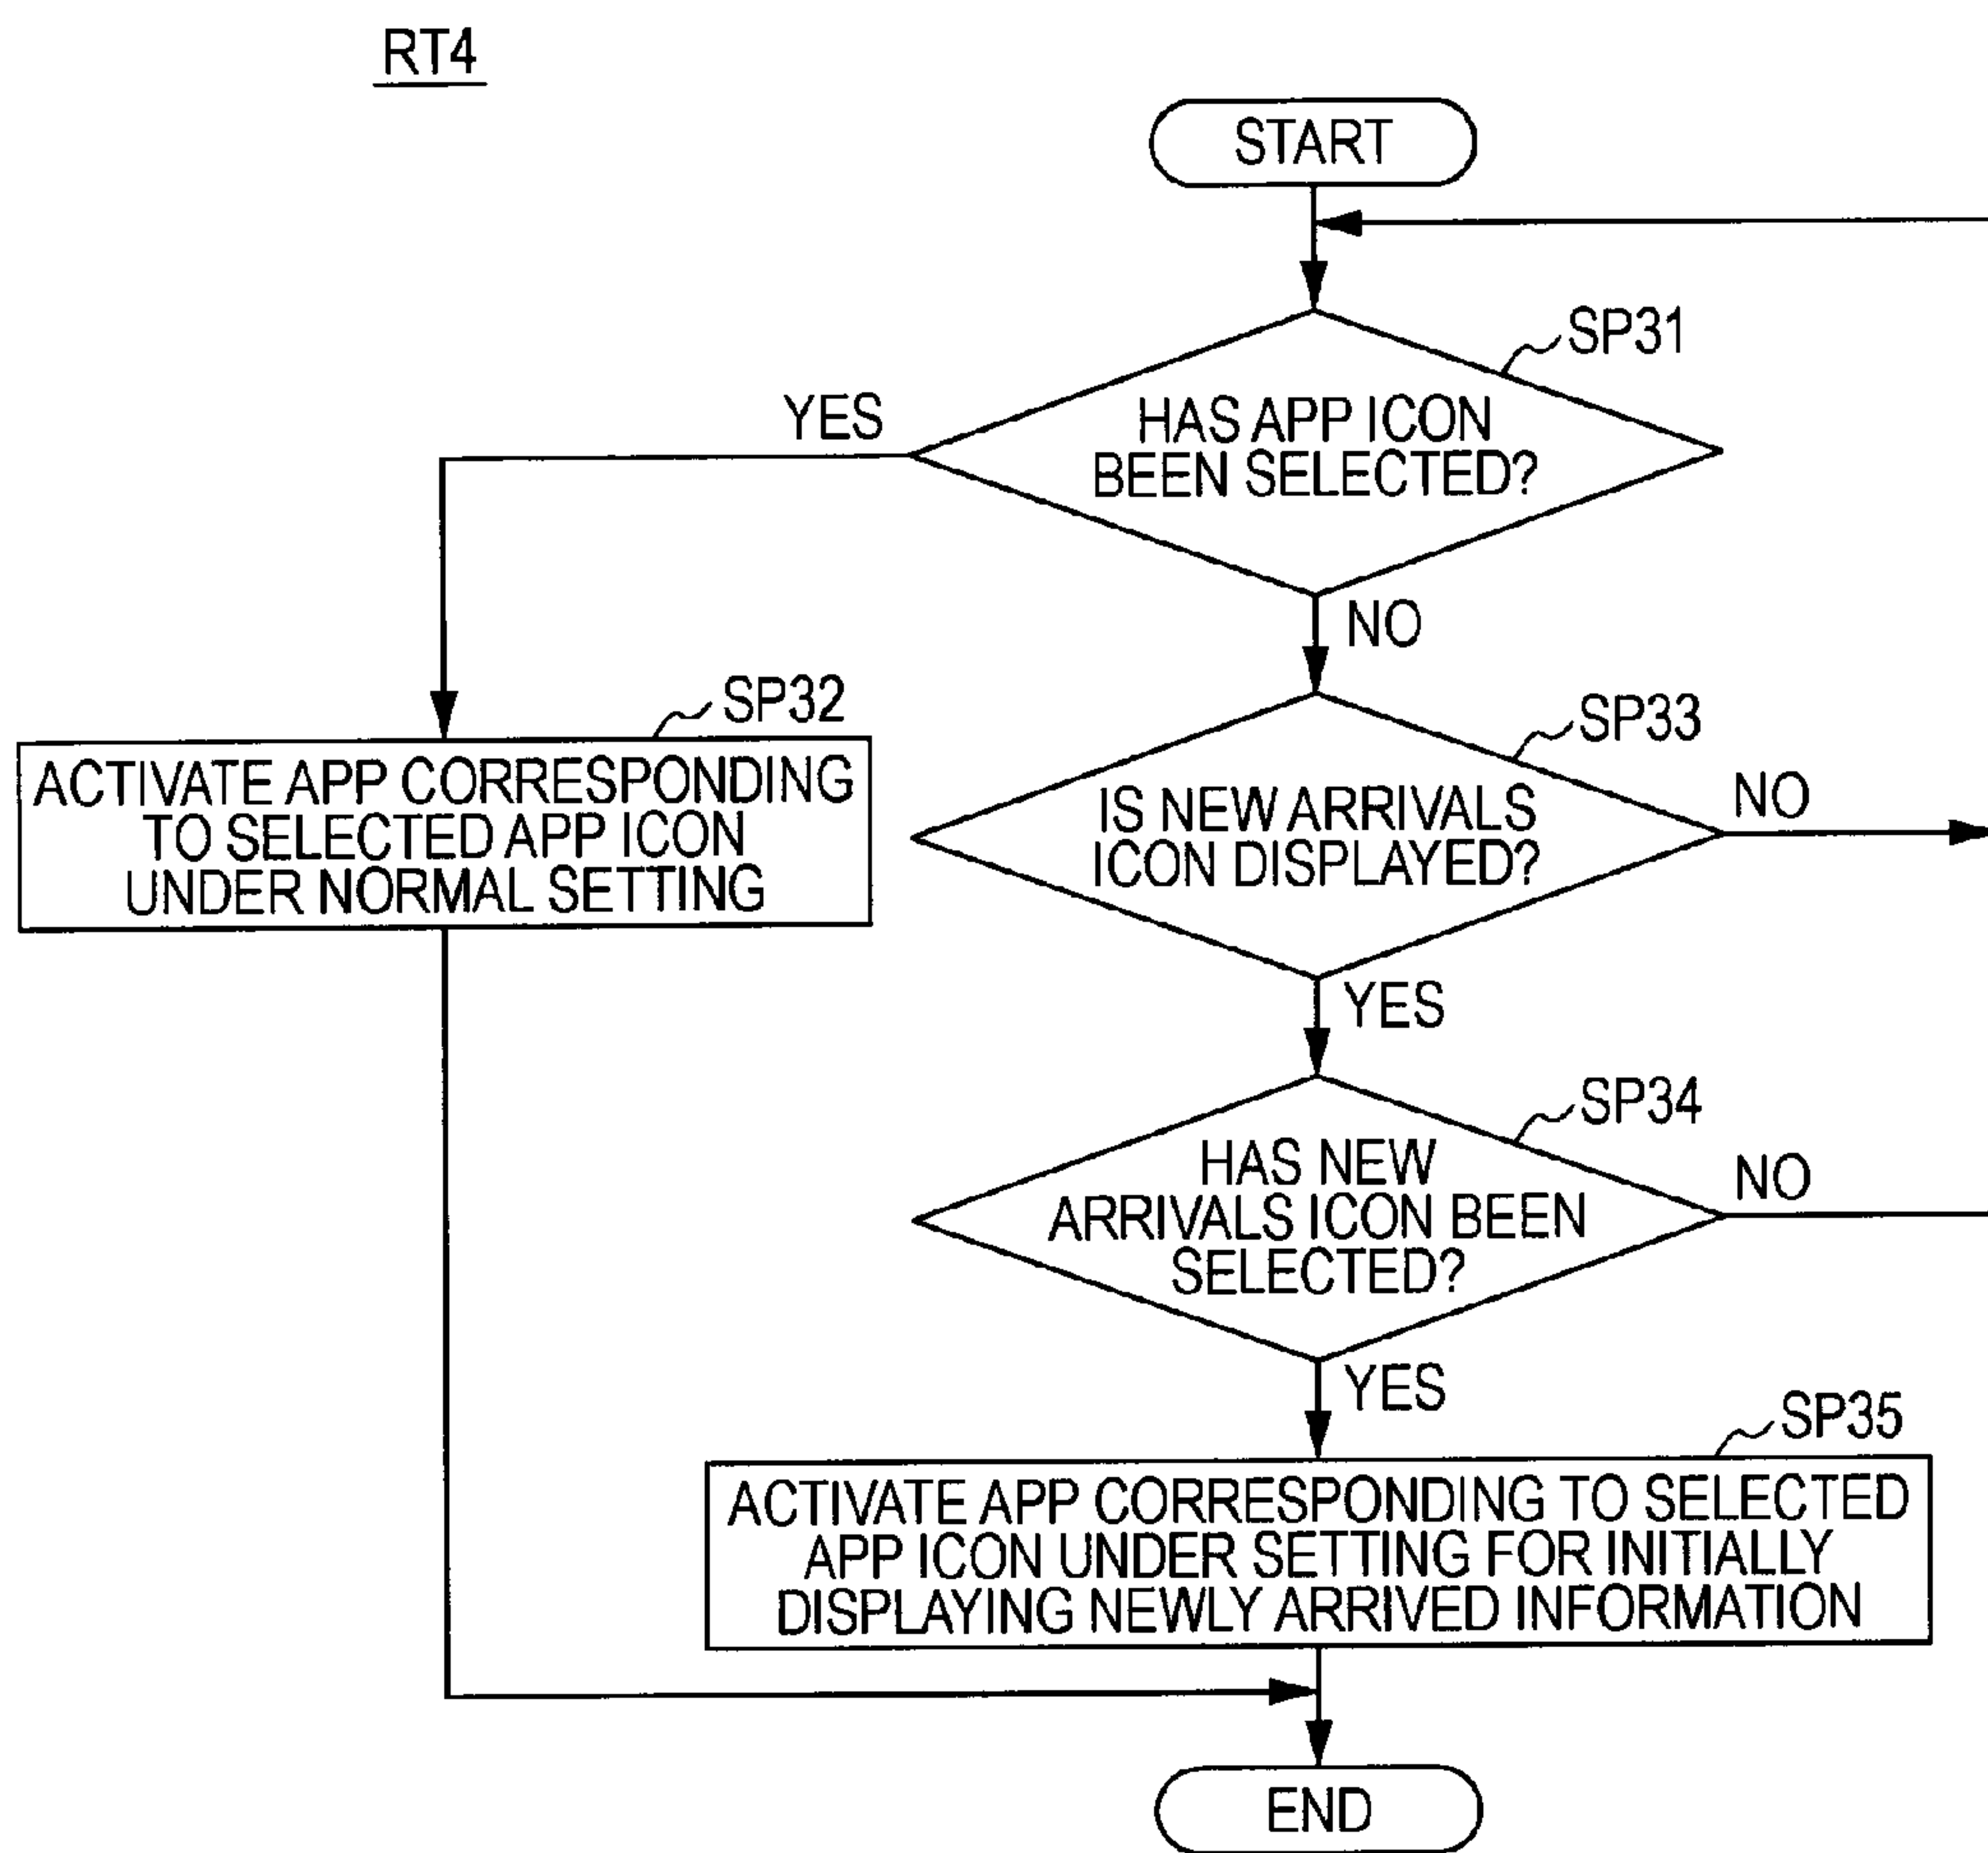 RT4
START
SP31
HAS APP ICON
BEEN SELECTED?
YES
NO
SP32
ACTIVATE APP CORRESPONDING
TO SELECTED APP ICON
UNDER NORMAL SETTING
SP33
IS NEW ARRIVALS
ICON DISPLAYED?
NO
YES
SP34
HAS NEW
ARRIVALS ICON BEEN
SELECTED?
NO
YES
SP35
ACTIVATE APP CORRESPONDING TO SELECTED
APP ICON UNDER SETTING FOR INITIALLY
DISPLAYING NEWLY ARRIVED INFORMATION
END